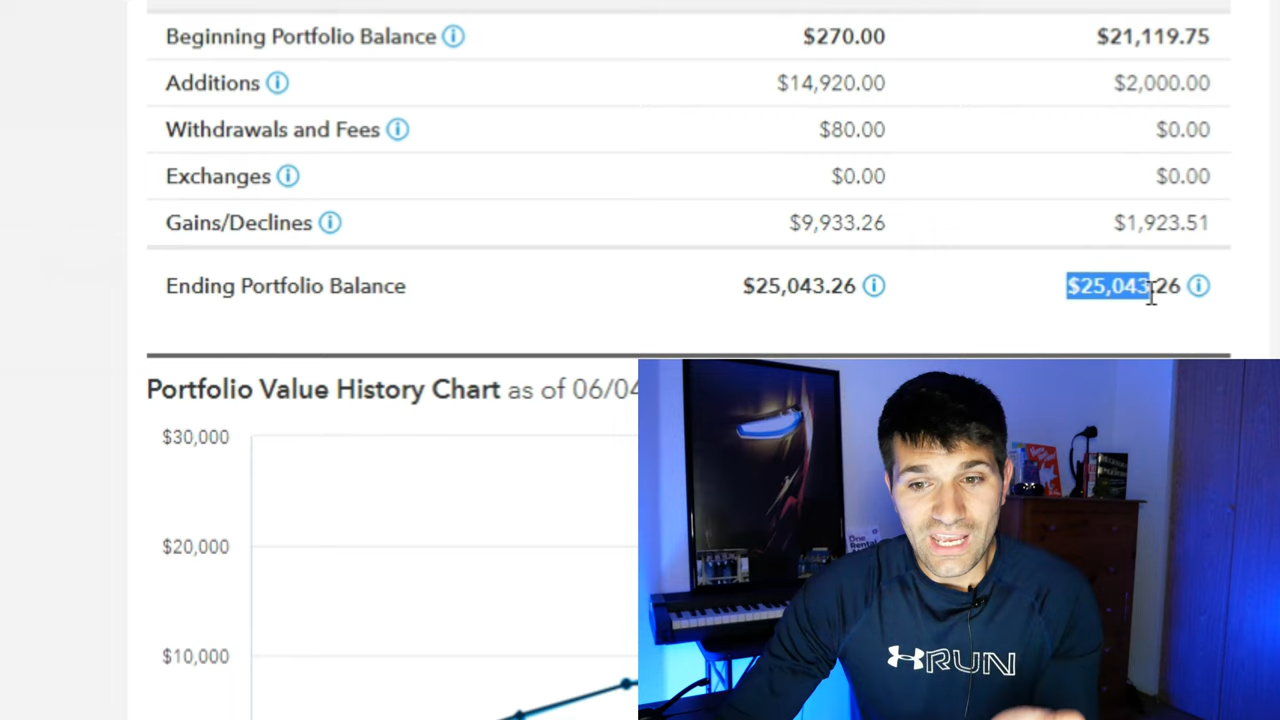 Beginning Portfolio Balance $270.00 $21,119.75
Additions $14,920.00 $2,000.00
Withdrawals and Fees $80.00 $0.00
Exchanges $0.00 $0.00
Gains/Declines $9,933.26 $1,923.51
Ending Portfolio Balance $25,043.26 $25,043.26
Portfolio Value History Chart as of 06/04
$30,000
$20,000
$10,000
One
Rental
RUN